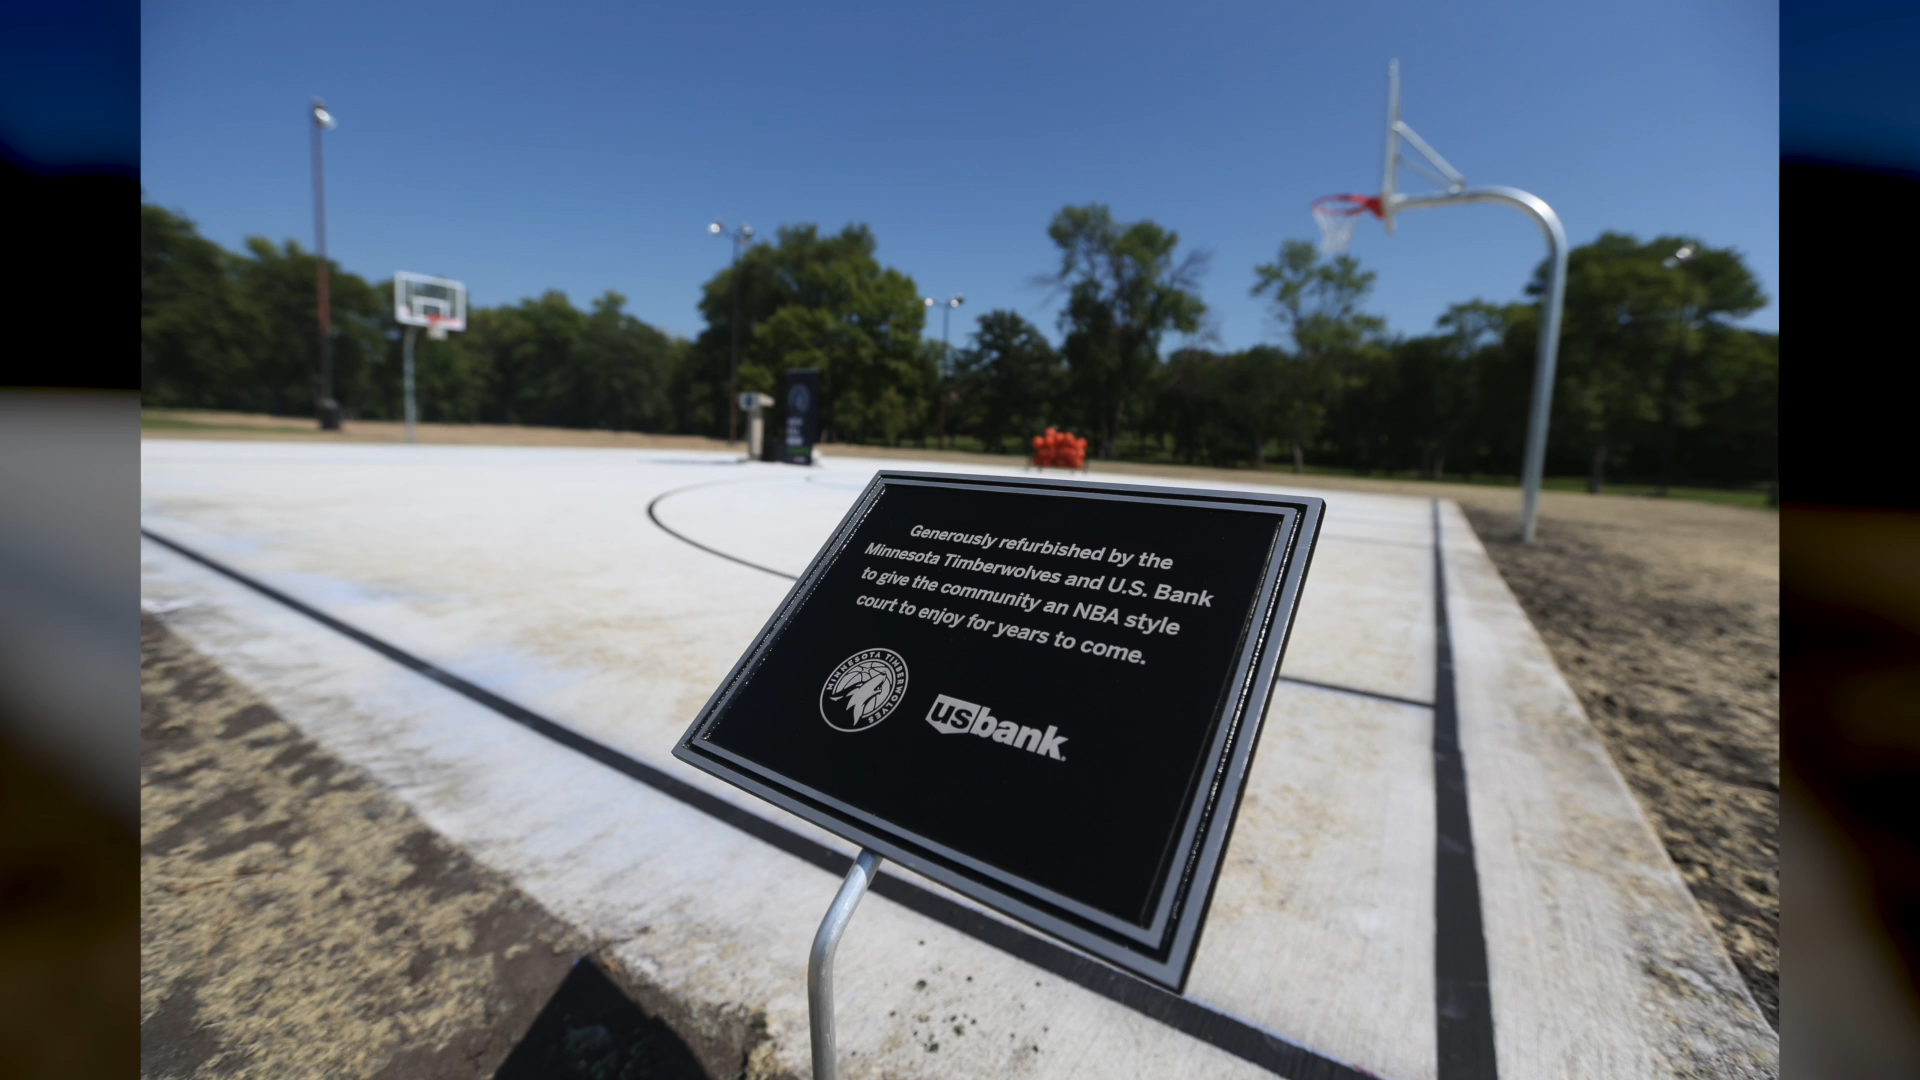 Generously refurbished by the
Minnesota Timberwolves and U.S. Bank
to give the community an NBA style
court to enjoy for years to come.
MINNESOTA TIMBERWOLVES
usbank.